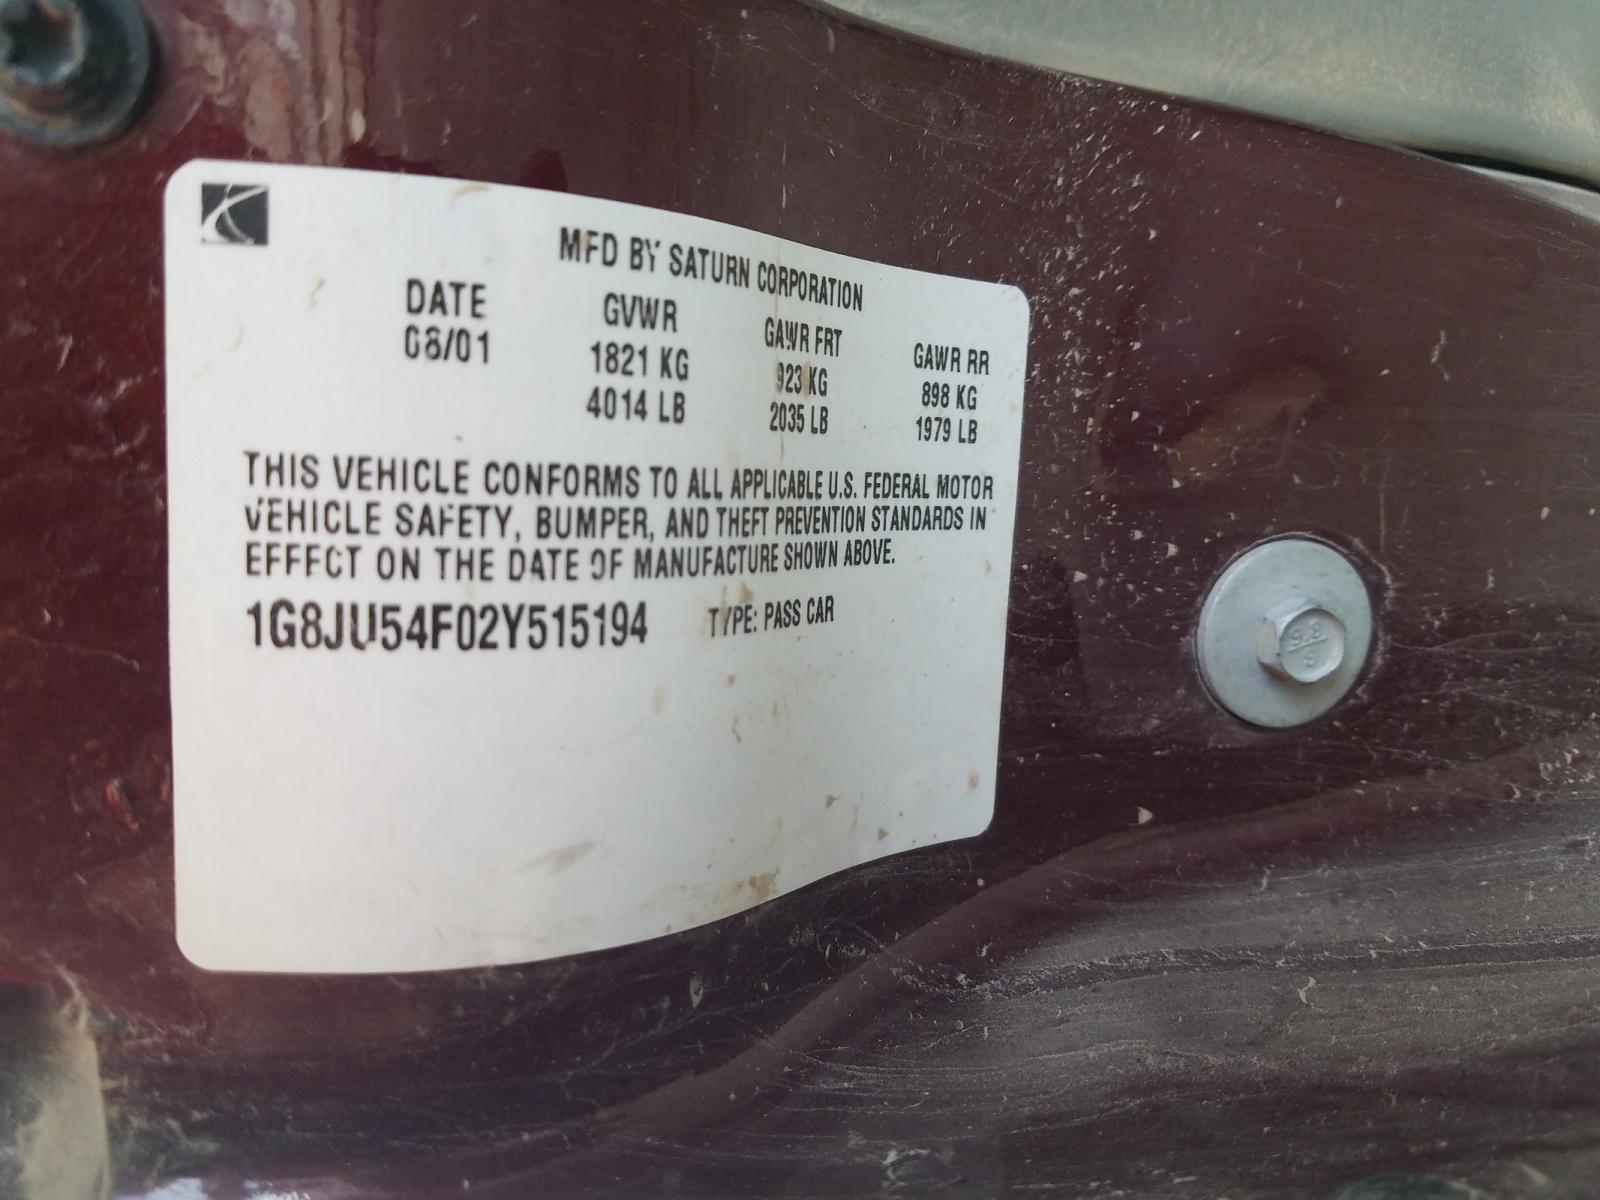 MFD BY SATURN CORPORATION
DATE GVWR GAWR FRT GAWR RR
08/01 1821 KG 923 KG 898 KG
4014 LB 2035 LB 1979 LB
THIS VEHICLE CONFORMS TO ALL APPLICABLE U.S. FEDERAL MOTOR
VEHICLE SAFETY, BUMPER, AND THEFT PREVENTION STANDARDS IN
EFFECT ON THE DATE OF MANUFACTURE SHOWN ABOVE.
1G8JU54F02Y515194 TYPE: PASS CAR
9.8
S